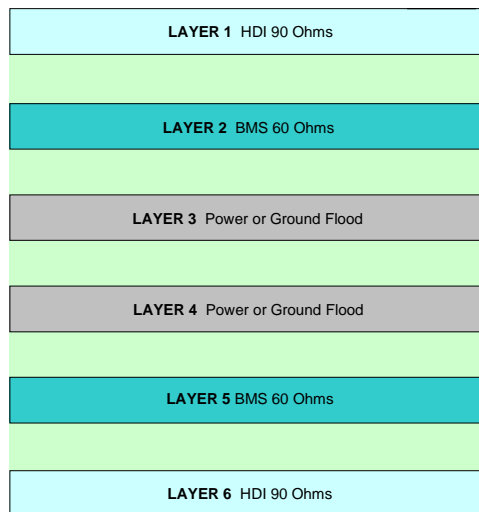 LAYER 1 HDI 90 Ohms
LAYER 2 BMS 60 Ohms
LAYER 3 Power or Ground Flood
LAYER 4 Power or Ground Flood
LAYER 5 BMS 60 Ohms
LAYER 6 HDI 90 Ohms